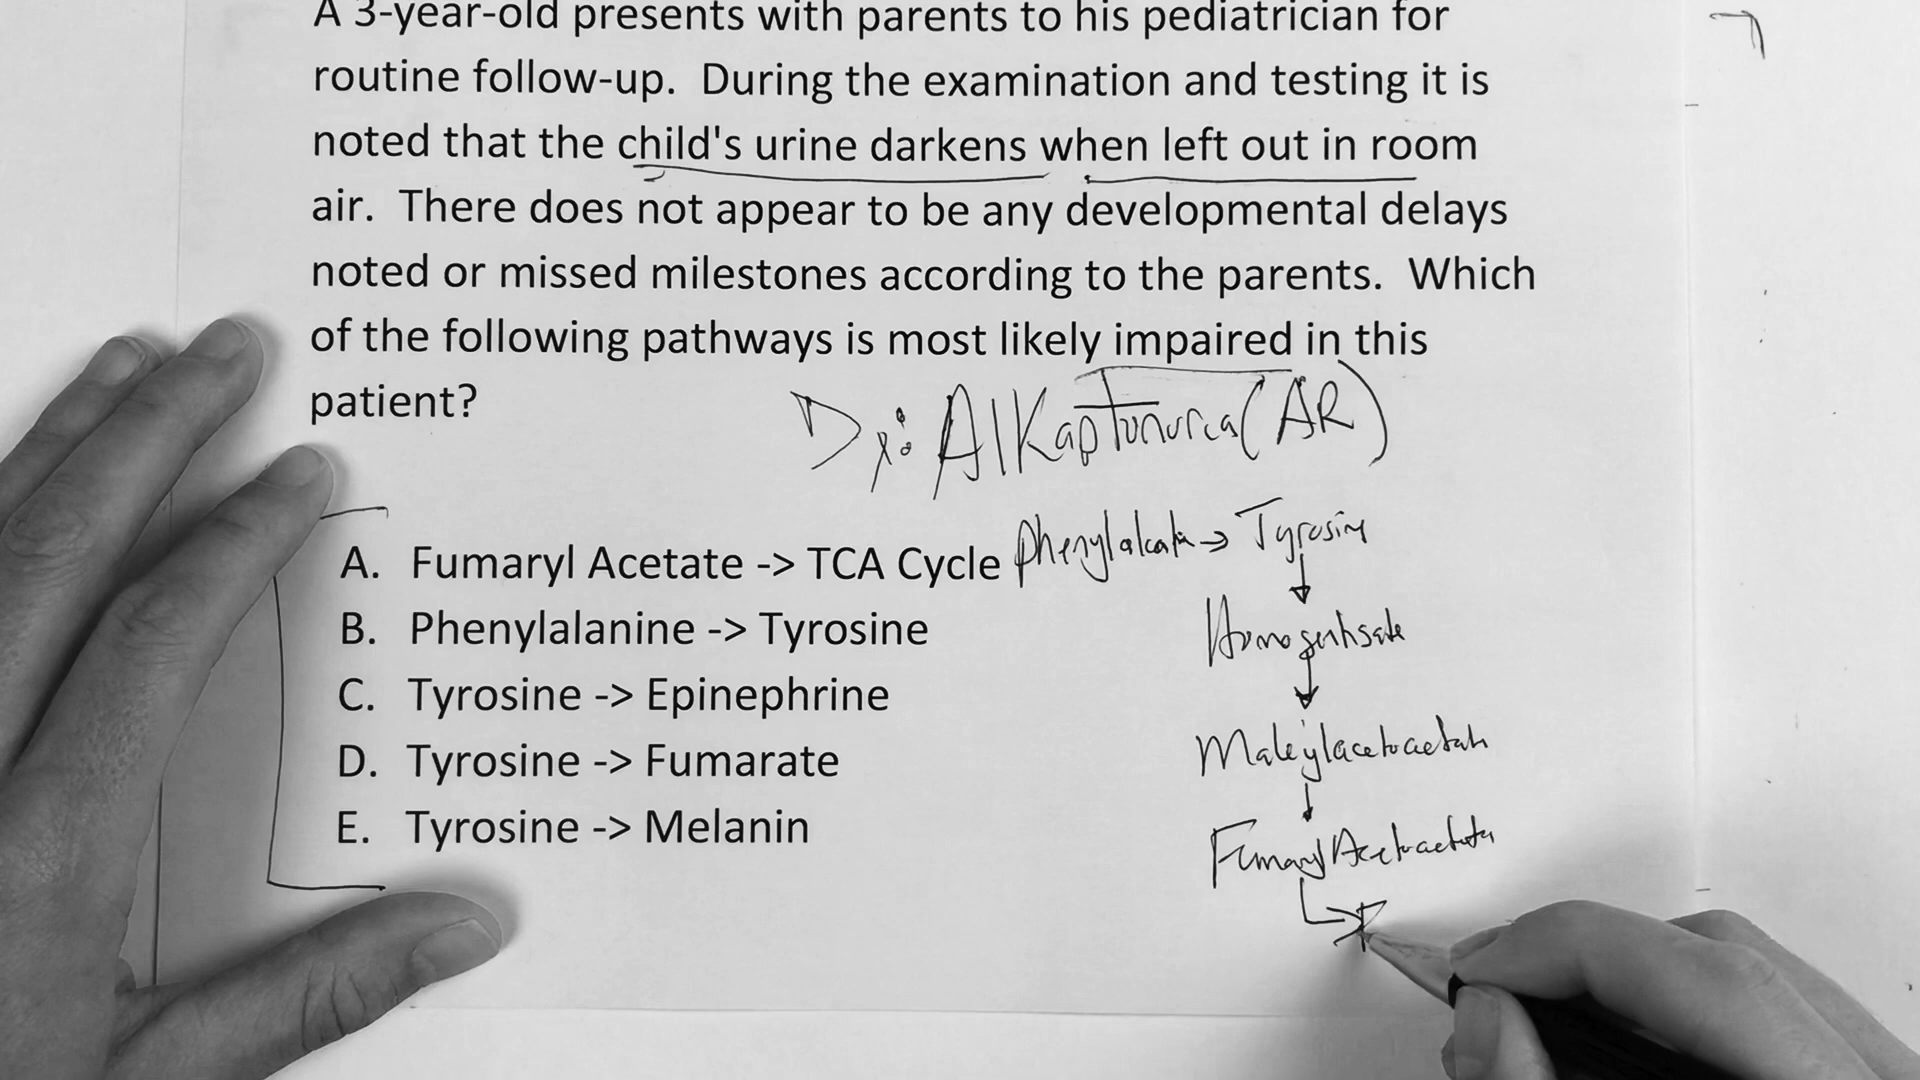 A 3-year-old presents with parents to his pediatrician for
routine follow-up. During the examination and testing it is
noted that the child's urine darkens when left out in room
air. There does not appear to be any developmental delays
noted or missed milestones according to the parents. Which
of the following pathways is most likely impaired in this
patient?
Dx: AlKaptonuria (AR)
A. Fumaryl Acetate -> TCA Cycle
B. Phenylalanine -> Tyrosine
C. Tyrosine -> Epinephrine
D. Tyrosine -> Fumarate
E. Tyrosine -> Melanin
→ Tyrosine
Homogentisate
Maleylacetoacetate
Fumaryl Acetoacetate